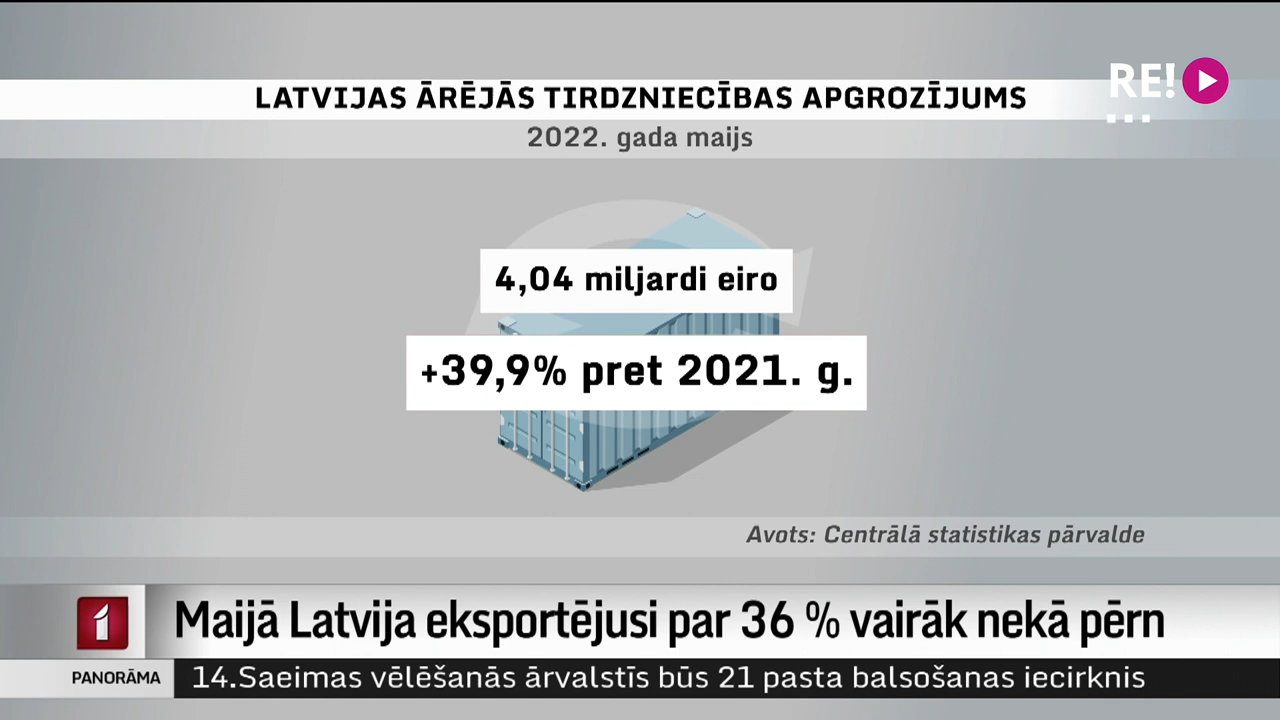 LATVIJAS ĀRĒJĀS TIRDZNIECĪBAS APGROZĪJUMS
RE!
2022. gada maijs
4,04 miljardi eiro
+39,9% pret 2021. g.
Avots: Centrālā statistikas pārvalde
1
Maijā Latvija eksportējusi par 36 % vairāk nekā pērn
PANORĀMA
14.Saeimas vēlēšanās ārvalstīs būs 21 pasta balsošanas iecirknis